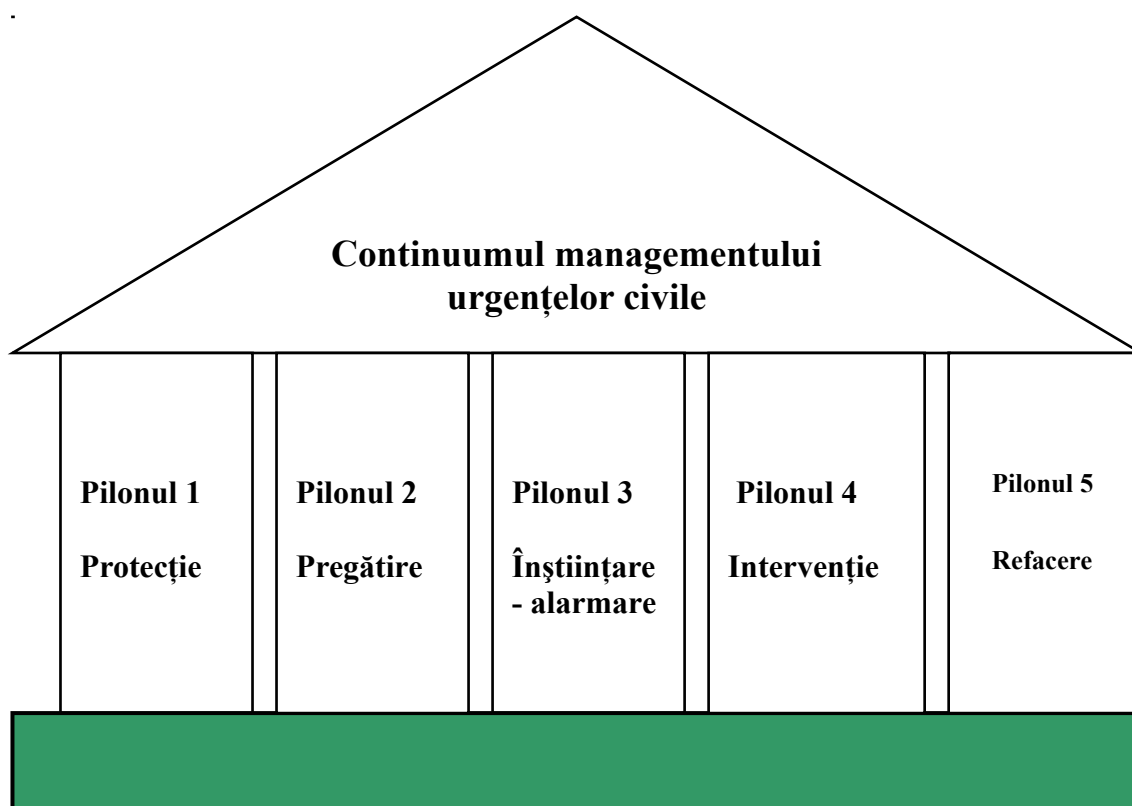 Continuumul managementului
urgențelor civile
Pilonul 1
Protecție
Pilonul 2
Pregătire
Pilonul 3
Înştiințare
- alarmare
Pilonul 4
Intervenție
Pilonul 5
Refacere